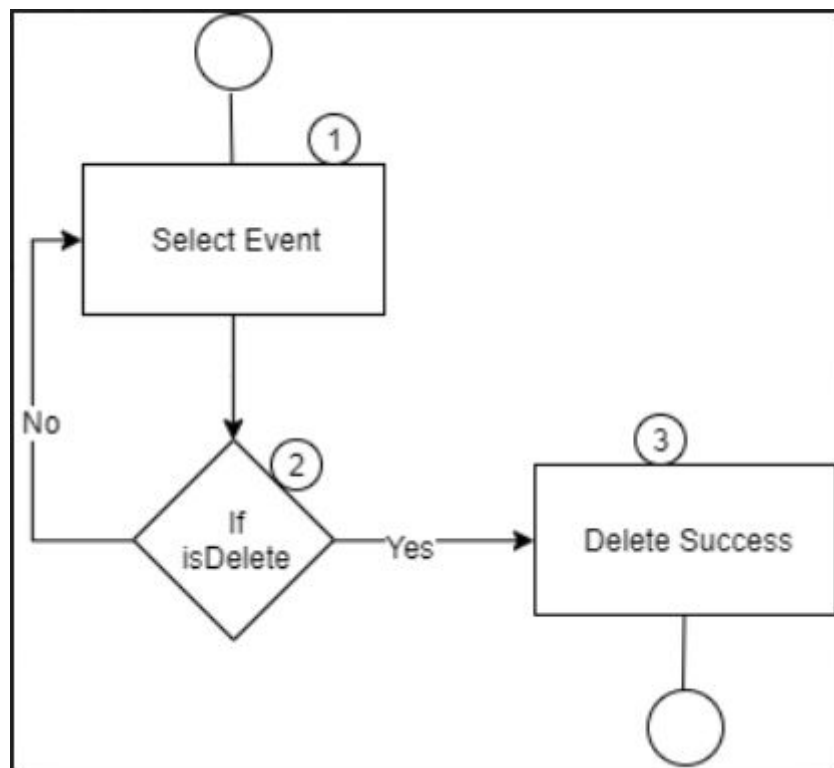 1
Select Event
No
2
If
isDelete
Yes
3
Delete Success